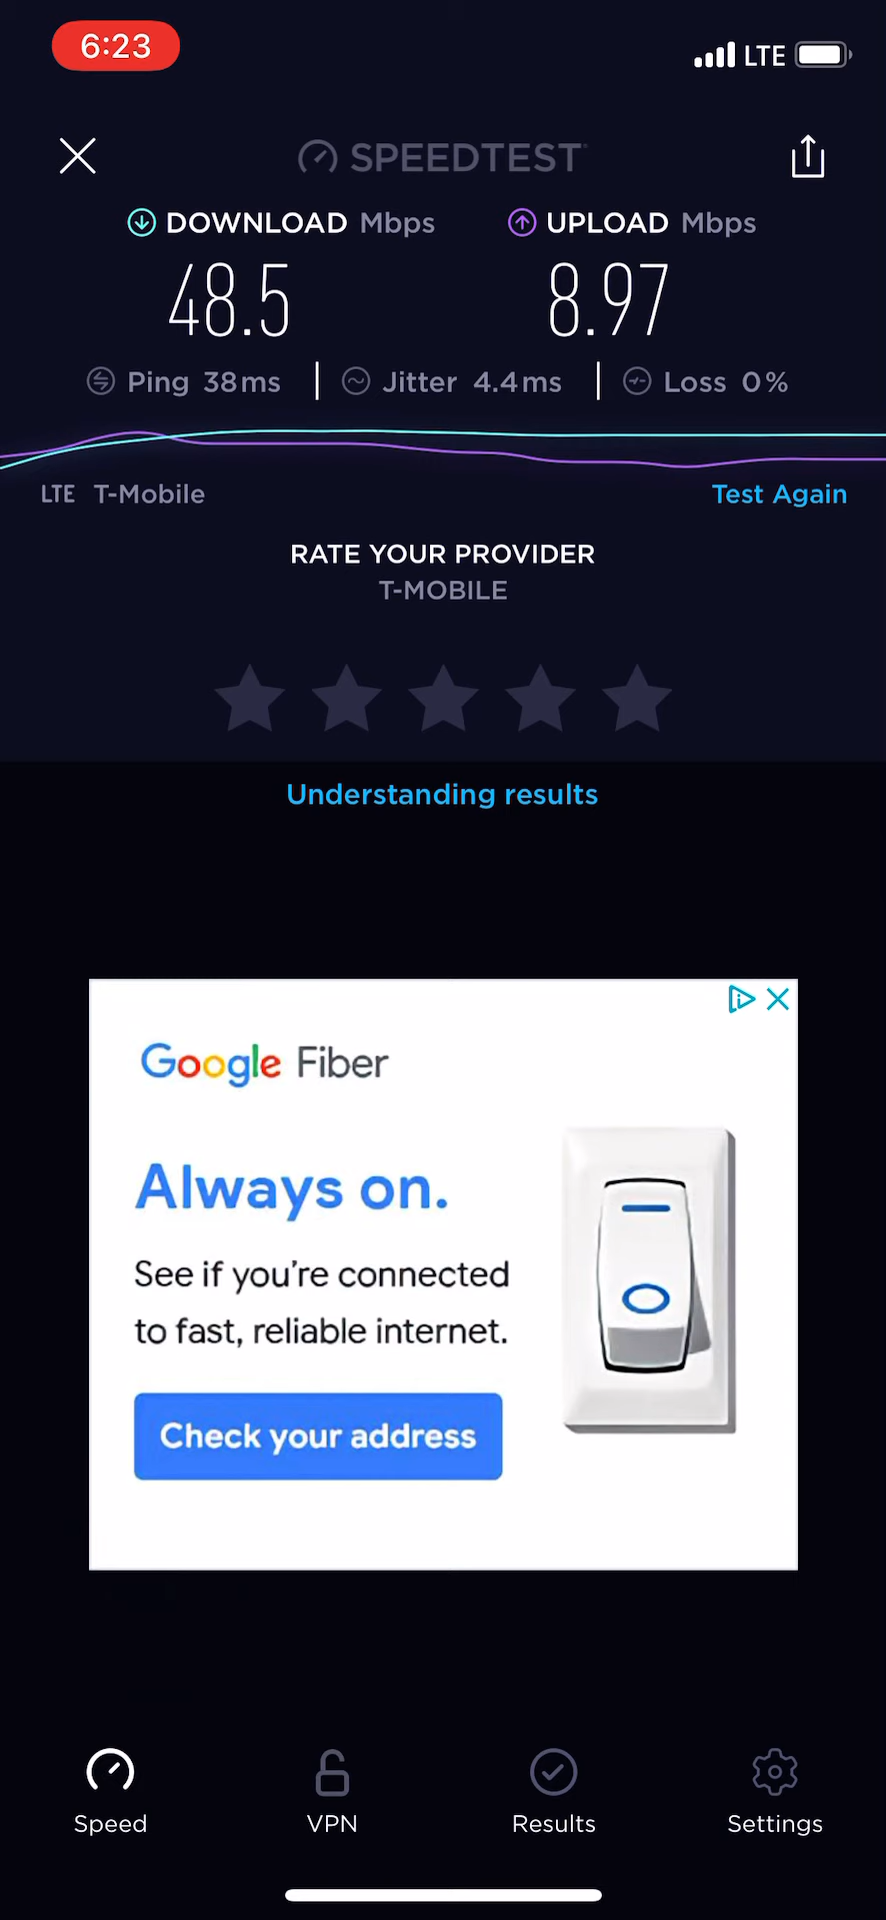 6:23
LTE
SPEEDTEST
DOWNLOAD Mbps
UPLOAD Mbps
48.5
8.97
Ping 38ms
Jitter 4.4ms
Loss 0%
LTE T-Mobile
Test Again
RATE YOUR PROVIDER
T-MOBILE
Understanding results
Google Fiber
Always on.
See if you're connected
to fast, reliable internet.
Check your address
Speed
VPN
Results
Settings